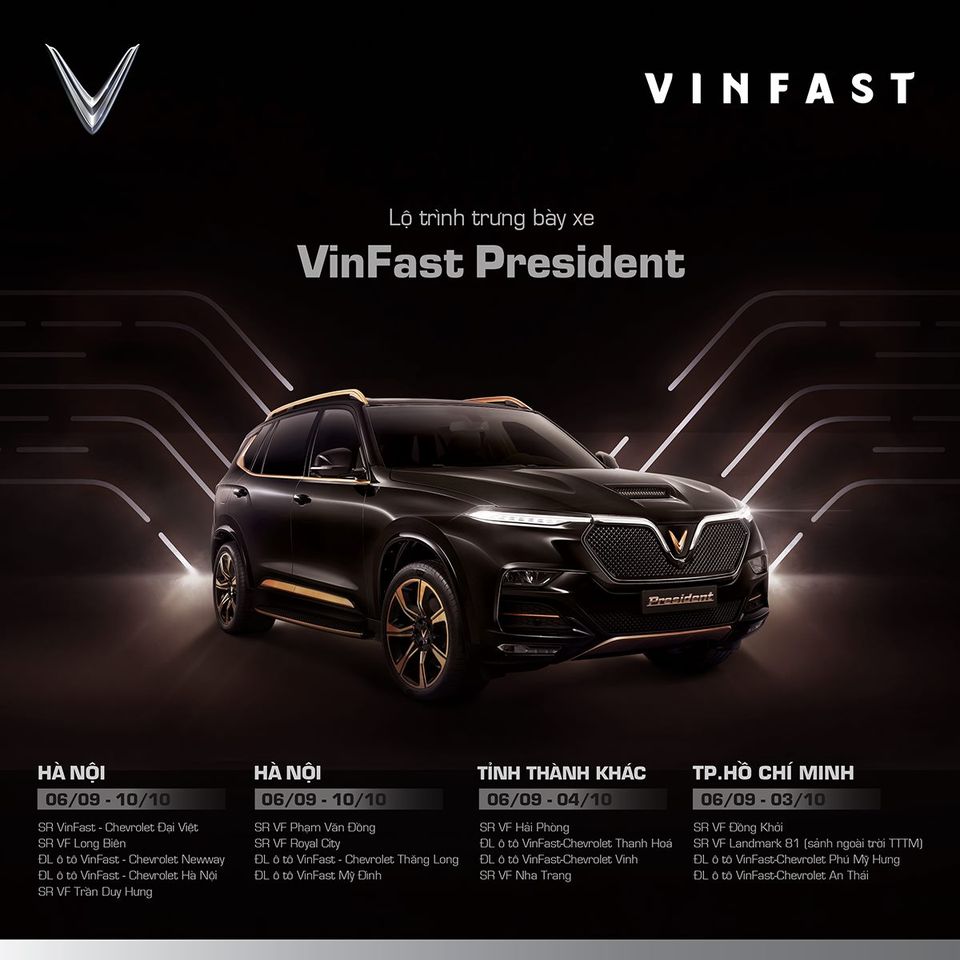 VINFAST
Lộ trình trưng bày xe
VinFast President
President
HÀ NỘI
06/09 - 10/10
SR VinFast - Chevrolet Đại Việt
SR VF Long Biên
ĐL ô tô VinFast - Chevrolet Newway
ĐL ô tô VinFast - Chevrolet Hà Nội
SR VF Trần Duy Hưng
HÀ NỘI
06/09 - 10/10
SR VF Phạm Văn Đồng
SR VF Royal City
ĐL ô tô VinFast - Chevrolet Thăng Long
ĐL ô tô VinFast Mỹ Đình
TỈNH THÀNH KHÁC
06/09 - 04/10
SR VF Hải Phòng
ĐL ô tô VinFast-Chevrolet Thanh Hoá
ĐL ô tô VinFast-Chevrolet Vinh
SR VF Nha Trang
TP.HỒ CHÍ MINH
06/09 - 03/10
SR VF Đồng Khởi
SR VF Landmark 81 (sảnh ngoài trời TTTM)
ĐL ô tô VinFast-Chevrolet Phú Mỹ Hưng
ĐL ô tô VinFast-Chevrolet An Thái